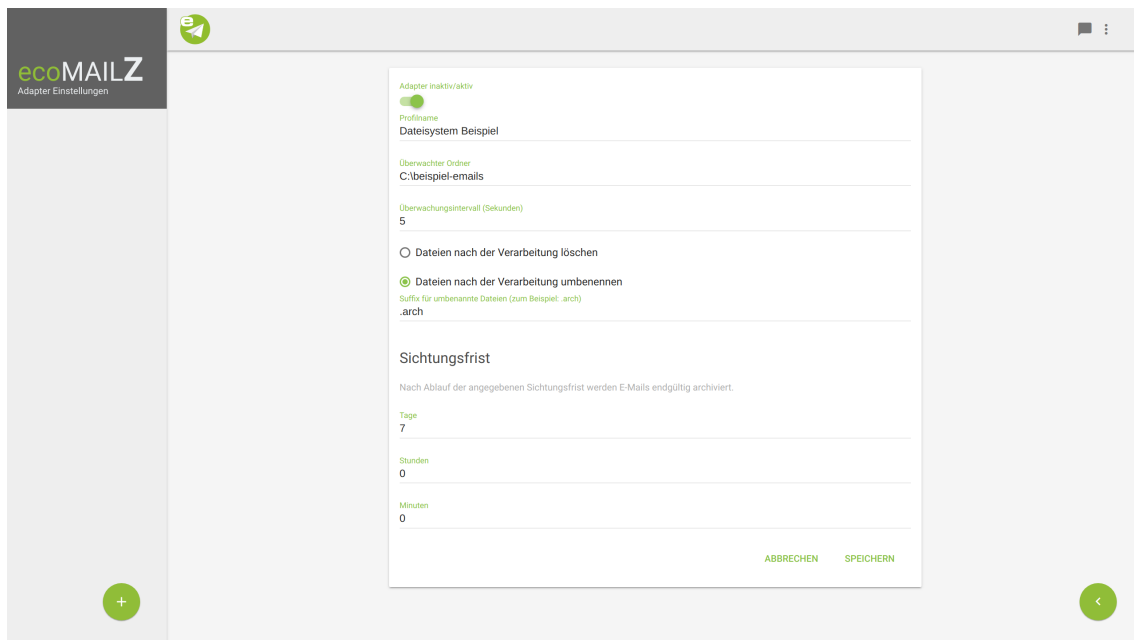 ecoMAILZ
Adapter Einstellungen
e
Adapter inaktiv/aktiv
Profilname
Dateisystem Beispiel
Überwachter Ordner
C:\beispiel-emails
Überwachungsintervall (Sekunden)
5
Dateien nach der Verarbeitung löschen
Dateien nach der Verarbeitung umbenennen
Suffix für umbenannte Dateien (zum Beispiel: .arch)
.arch
Sichtungsfrist
Nach Ablauf der angegebenen Sichtungsfrist werden E-Mails endgültig archiviert.
Tage
7
Stunden
0
Minuten
0
ABBRECHEN SPEICHERN